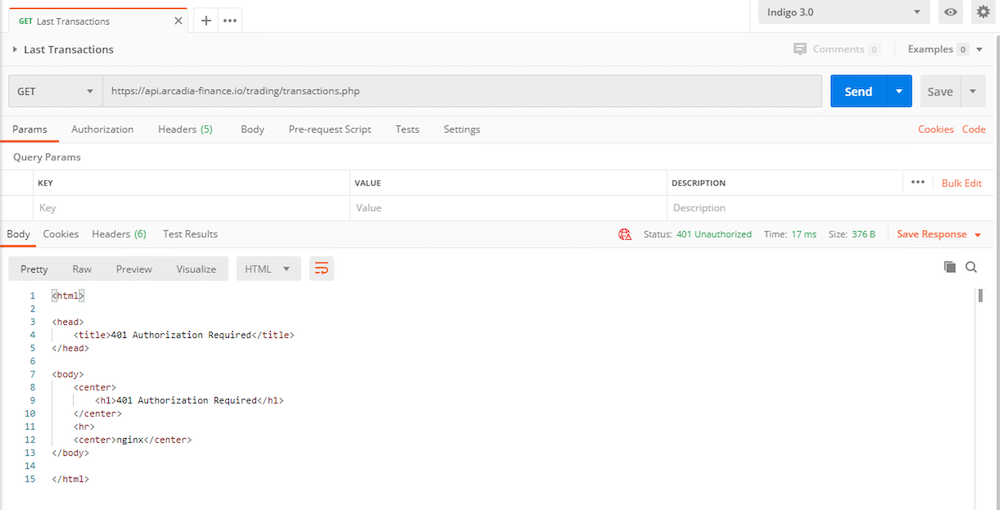 GET Last Transactions
Indigo 3.0
Last Transactions
Comments 0
Examples 0
GET
https://api.arcadia-finance.io/trading/transactions.php
Send
Save
Params Authorization Headers (5) Body Pre-request Script Tests Settings
Cookies Code
Query Params
KEY VALUE DESCRIPTION
Bulk Edit
Key Value Description
Body Cookies Headers (6) Test Results
Status: 401 Unauthorized Time: 17 ms Size: 376 B
Save Response
Pretty Raw Preview Visualize HTML
1 <html>
2
3 <head>
4 <title>401 Authorization Required</title>
5 </head>
6
7 <body>
8 <center>
9 <h1>401 Authorization Required</h1>
10 </center>
11 <hr>
12 <center>nginx</center>
13 </body>
14
15 </html>